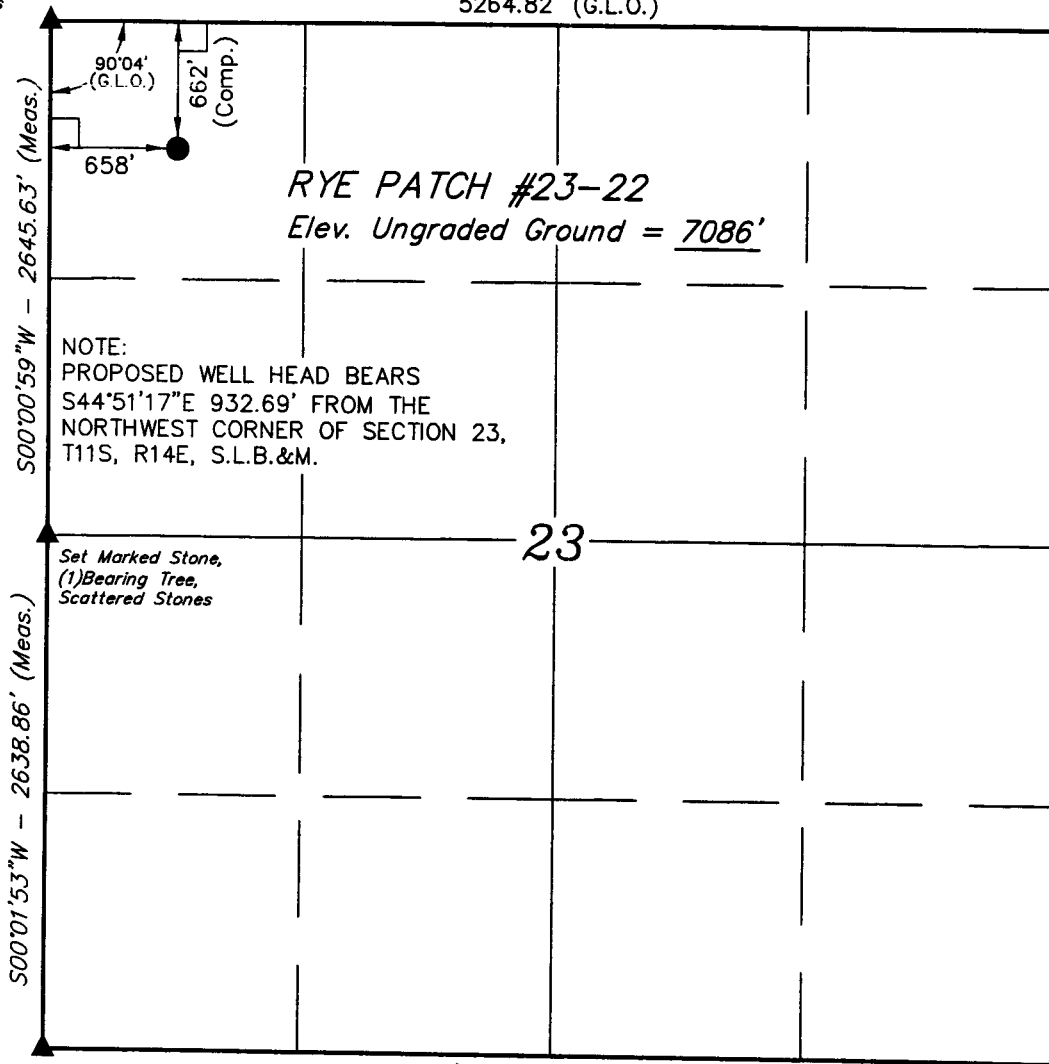 5264.82 (G.L.O.)
90°04'
(G.L.O.)
662'
(Comp.)
658'
S00°00'59"W - 2645.63' (Meas.)
RYE PATCH #23-22
Elev. Ungraded Ground = 7086'
NOTE:
PROPOSED WELL HEAD BEARS
S44°51'17"E 932.69' FROM THE
NORTHWEST CORNER OF SECTION 23,
T11S, R14E, S.L.B.&M.
23
Set Marked Stone,
(1)Bearing Tree,
Scattered Stones
S00°01'53"W - 2638.86' (Meas.)